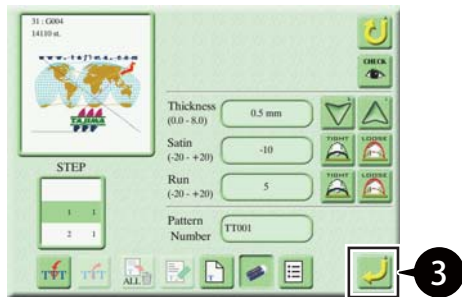 31 : G004
14110 st.
www.tajima.com
TAJIMA
STEP
1 1
2 1
Thickness
(0.0 - 8.0)
0.5 mm
Satin
(-20 - +20)
-10
TIGHT LOOSE
Run
(-20 - +20)
5
TIGHT LOOSE
Pattern
Number
TT001
CHECK
ALL
3